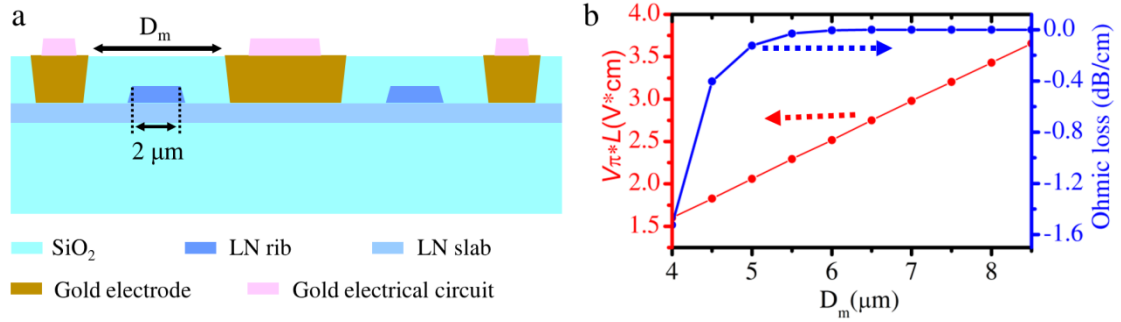 a
Dₘ
2 μm
SiO₂
LN rib
LN slab
Gold electrode
Gold electrical circuit
b
Vπ*L(V*cm)
4.0
3.5
3.0
2.5
2.0
1.5
0.0
-0.4
-0.8
-1.2
-1.6
Ohmic loss (dB/cm)
4
5
6
7
8
Dₘ(μm)